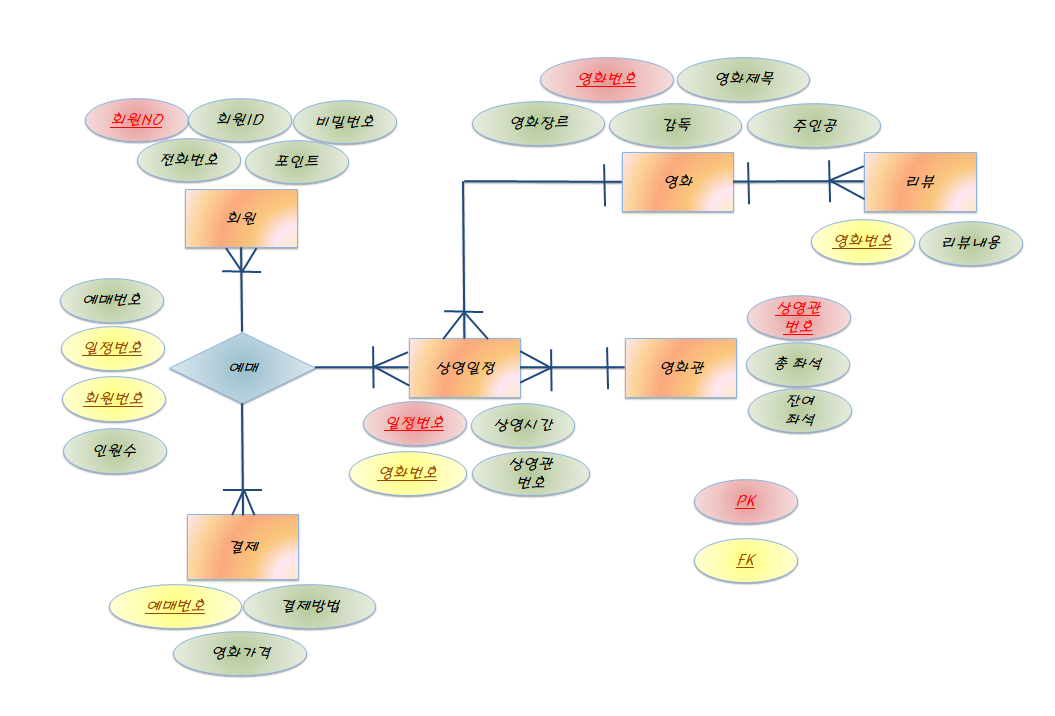 영화번호
영화제목
영화장르
감독
주인공
회원NO
회원ID
비밀번호
전화번호
포인트
회원
영화
리뷰
영화번호
리뷰내용
예매번호
일정번호
회원번호
인원수
예매
상영일정
영화관
상영관
번호
총 좌석
잔여
좌석
일정번호
상영시간
영화번호
상영관
번호
PK
FK
결제
예매번호
결제방법
영화가격